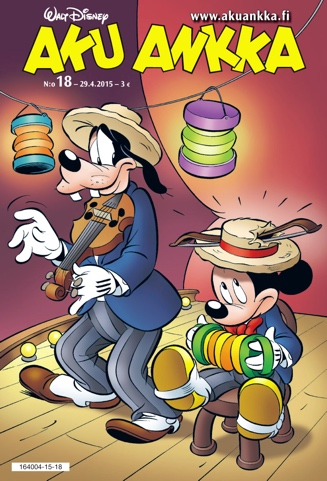 WALT DISNEY
www.akuankka.fi
AKU ANKKA
N:o 18 – 29.4.2015 – 3 €
164004-15-18